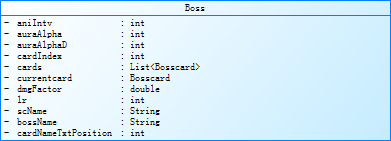 Boss
- aniIntv : int
- auraAlpha : int
- auraAlphaD : int
- cardIndex : int
- cards : List<Bosscard>
- currentcard : Bosscard
- dmgFactor : double
- lr : int
- scName : String
- bossName : String
- cardNameTxtPosition : int